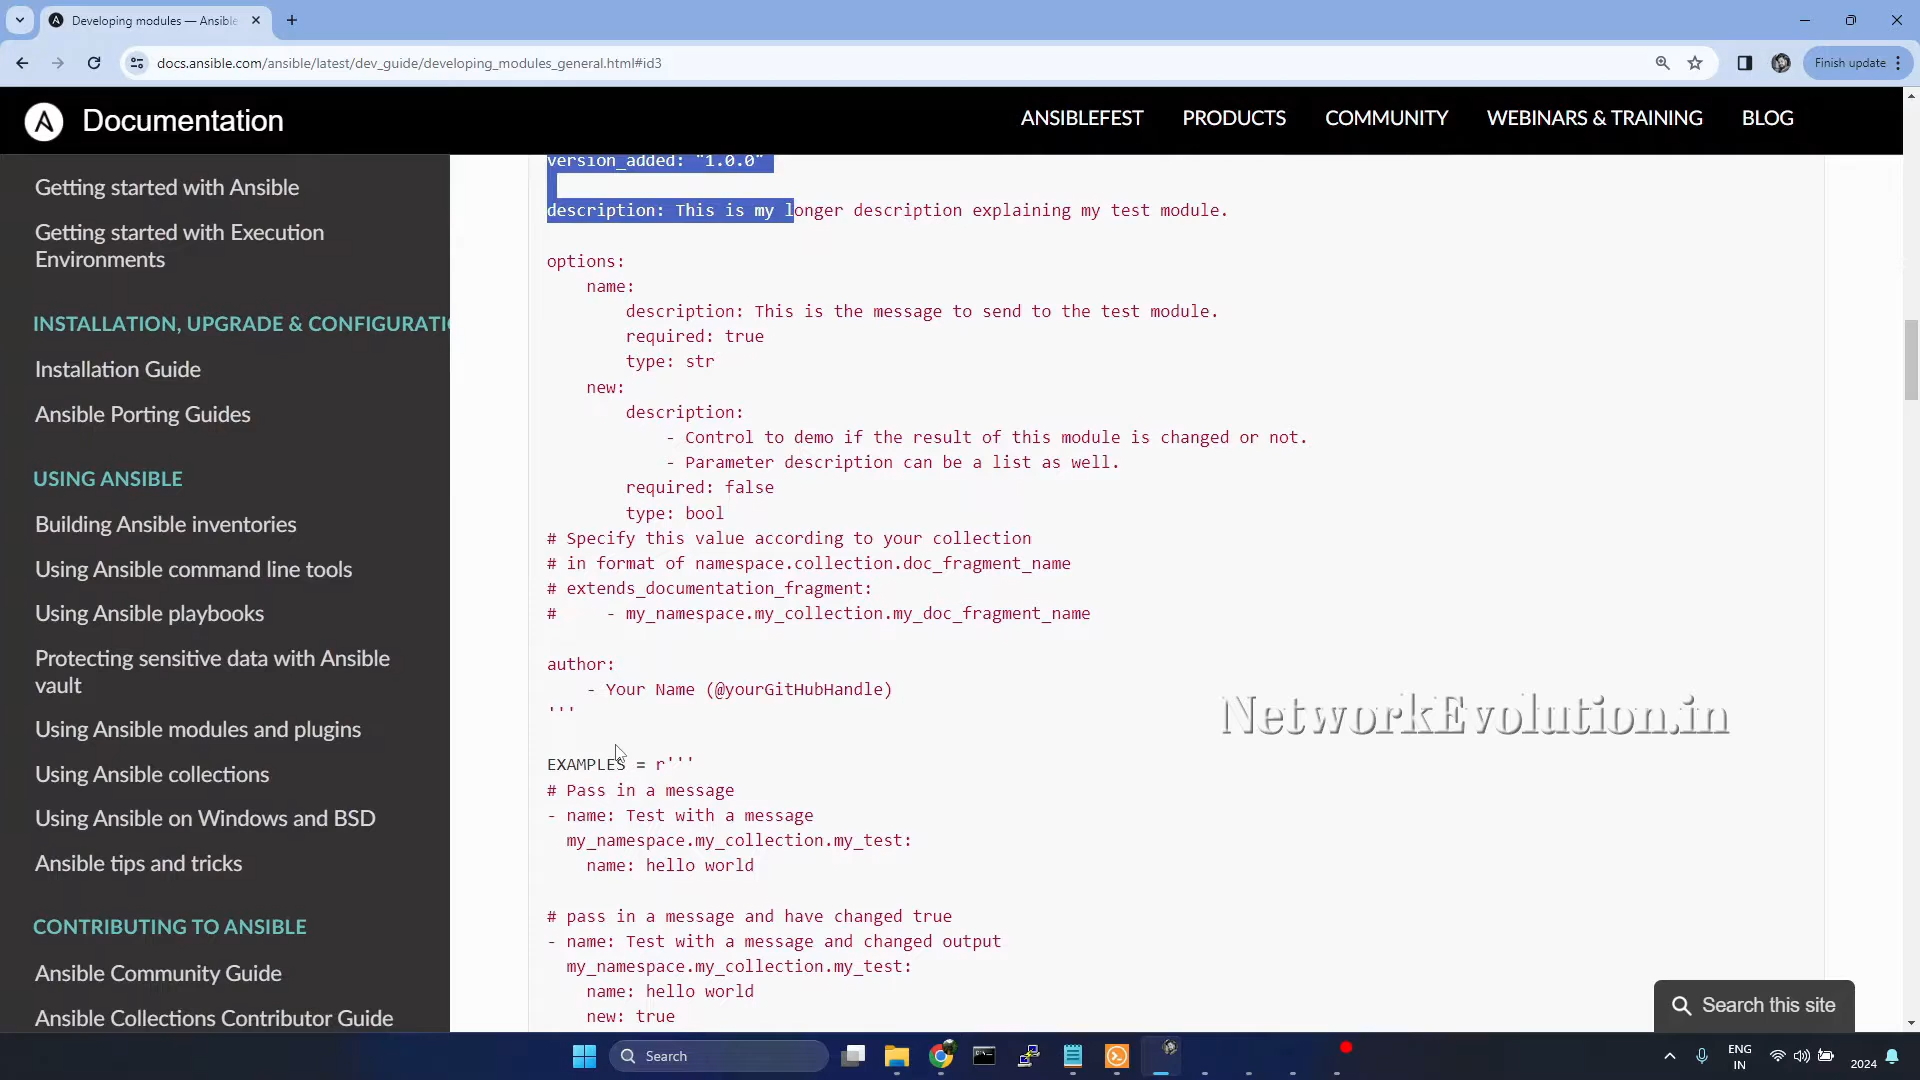 Developing modules — Ansible
docs.ansible.com/ansible/latest/dev_guide/developing_modules_general.html#id3
Finish update
Documentation
ANSIBLEFEST
PRODUCTS
COMMUNITY
WEBINARS & TRAINING
BLOG
Getting started with Ansible
Getting started with Execution
Environments
INSTALLATION, UPGRADE & CONFIGURATI
Installation Guide
Ansible Porting Guides
USING ANSIBLE
Building Ansible inventories
Using Ansible command line tools
Using Ansible playbooks
Protecting sensitive data with Ansible
vault
Using Ansible modules and plugins
Using Ansible collections
Using Ansible on Windows and BSD
Ansible tips and tricks
CONTRIBUTING TO ANSIBLE
Ansible Community Guide
Ansible Collections Contributor Guide
version_added: "1.0.0"
description: This is my longer description explaining my test module.
options:
name:
description: This is the message to send to the test module.
required: true
type: str
new:
description:
- Control to demo if the result of this module is changed or not.
- Parameter description can be a list as well.
required: false
type: bool
# Specify this value according to your collection
# in format of namespace.collection.doc_fragment_name
# extends_documentation_fragment:
# - my_namespace.my_collection.my_doc_fragment_name
author:
- Your Name (@yourGitHubHandle)
'''
EXAMPLES = r'''
# Pass in a message
- name: Test with a message
my_namespace.my_collection.my_test:
name: hello world
# pass in a message and have changed true
- name: Test with a message and changed output
my_namespace.my_collection.my_test:
name: hello world
new: true
NetworkEvolution.in
Search this site
Search
ENG
IN
2024